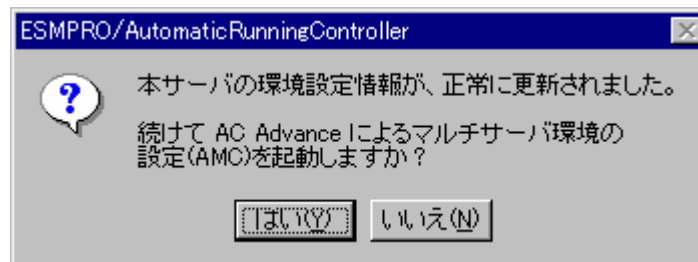 ESMPRO/AutomaticRunningController
本サーバの環境設定情報が、正常に更新されました。
続けて AC Advance によるマルチサーバ環境の
設定(AMC)を起動しますか？
はい(Y) いいえ(N)